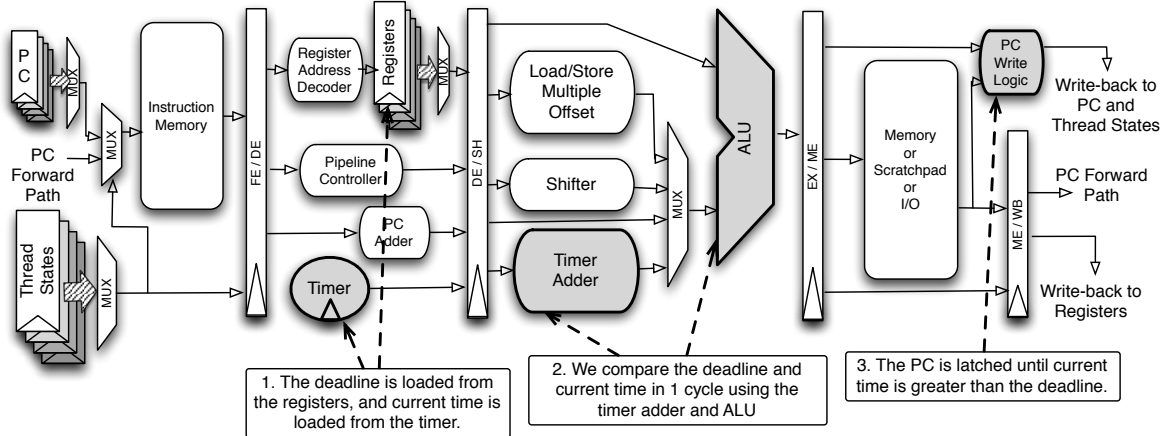 P
C
MUX
MUX
PC
Forward
Path
Thread
States
MUX
Instruction
Memory
FE / DE
Register
Address
Decoder
Registers
MUX
Pipeline
Controller
PC
Adder
Timer
DE / SH
Load/Store
Multiple
Offset
Shifter
Timer
Adder
MUX
ALU
EX / ME
Memory
or
Scratchpad
or
I/O
PC
Write
Logic
ME / WB
Write-back to
PC and
Thread States
PC Forward
Path
Write-back to
Registers
1. The deadline is loaded from
the registers, and current time is
loaded from the timer.
2. We compare the deadline and
current time in 1 cycle using the
timer adder and ALU
3. The PC is latched until current
time is greater than the deadline.